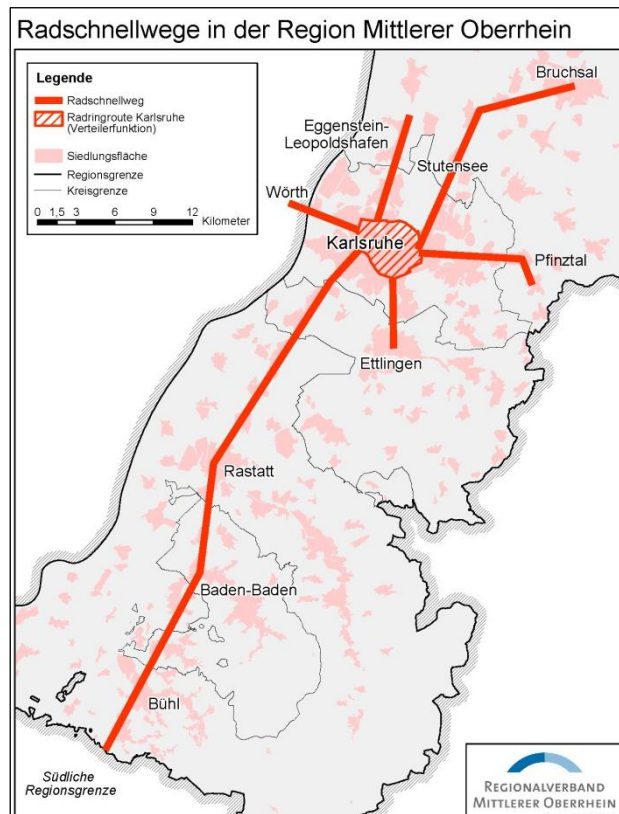 Radschnellwege in der Region Mittlerer Oberrhein
Legende
Radschnellweg
Radringroute Karlsruhe
(Verteilerfunktion)
Siedlungsfläche
Regionsgrenze
Kreisgrenze
0 1,5 3 6 9 12
Kilometer
Bruchsal
Eggenstein-
Leopoldshafen
Stutensee
Wörth
Karlsruhe
Pfinztal
Ettlingen
Rastatt
Baden-Baden
Bühl
Südliche
Regionsgrenze
REGIONALVERBAND
MITTLERER OBERRHEIN